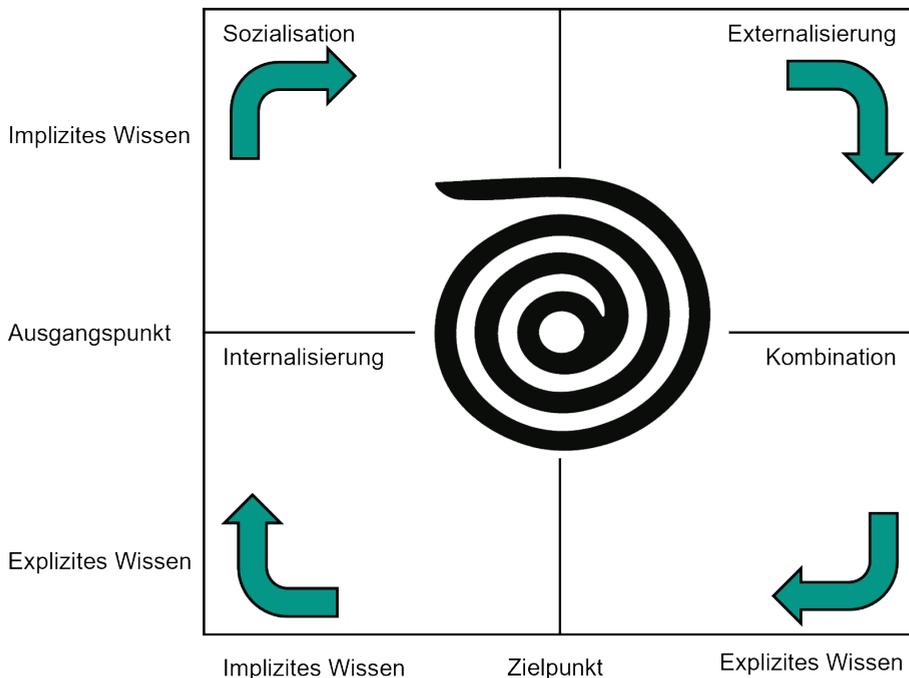 Sozialisation
Externalisierung
Implizites Wissen
Ausgangspunkt
Internalisierung
Kombination
Explizites Wissen
Implizites Wissen
Zielpunkt
Explizites Wissen